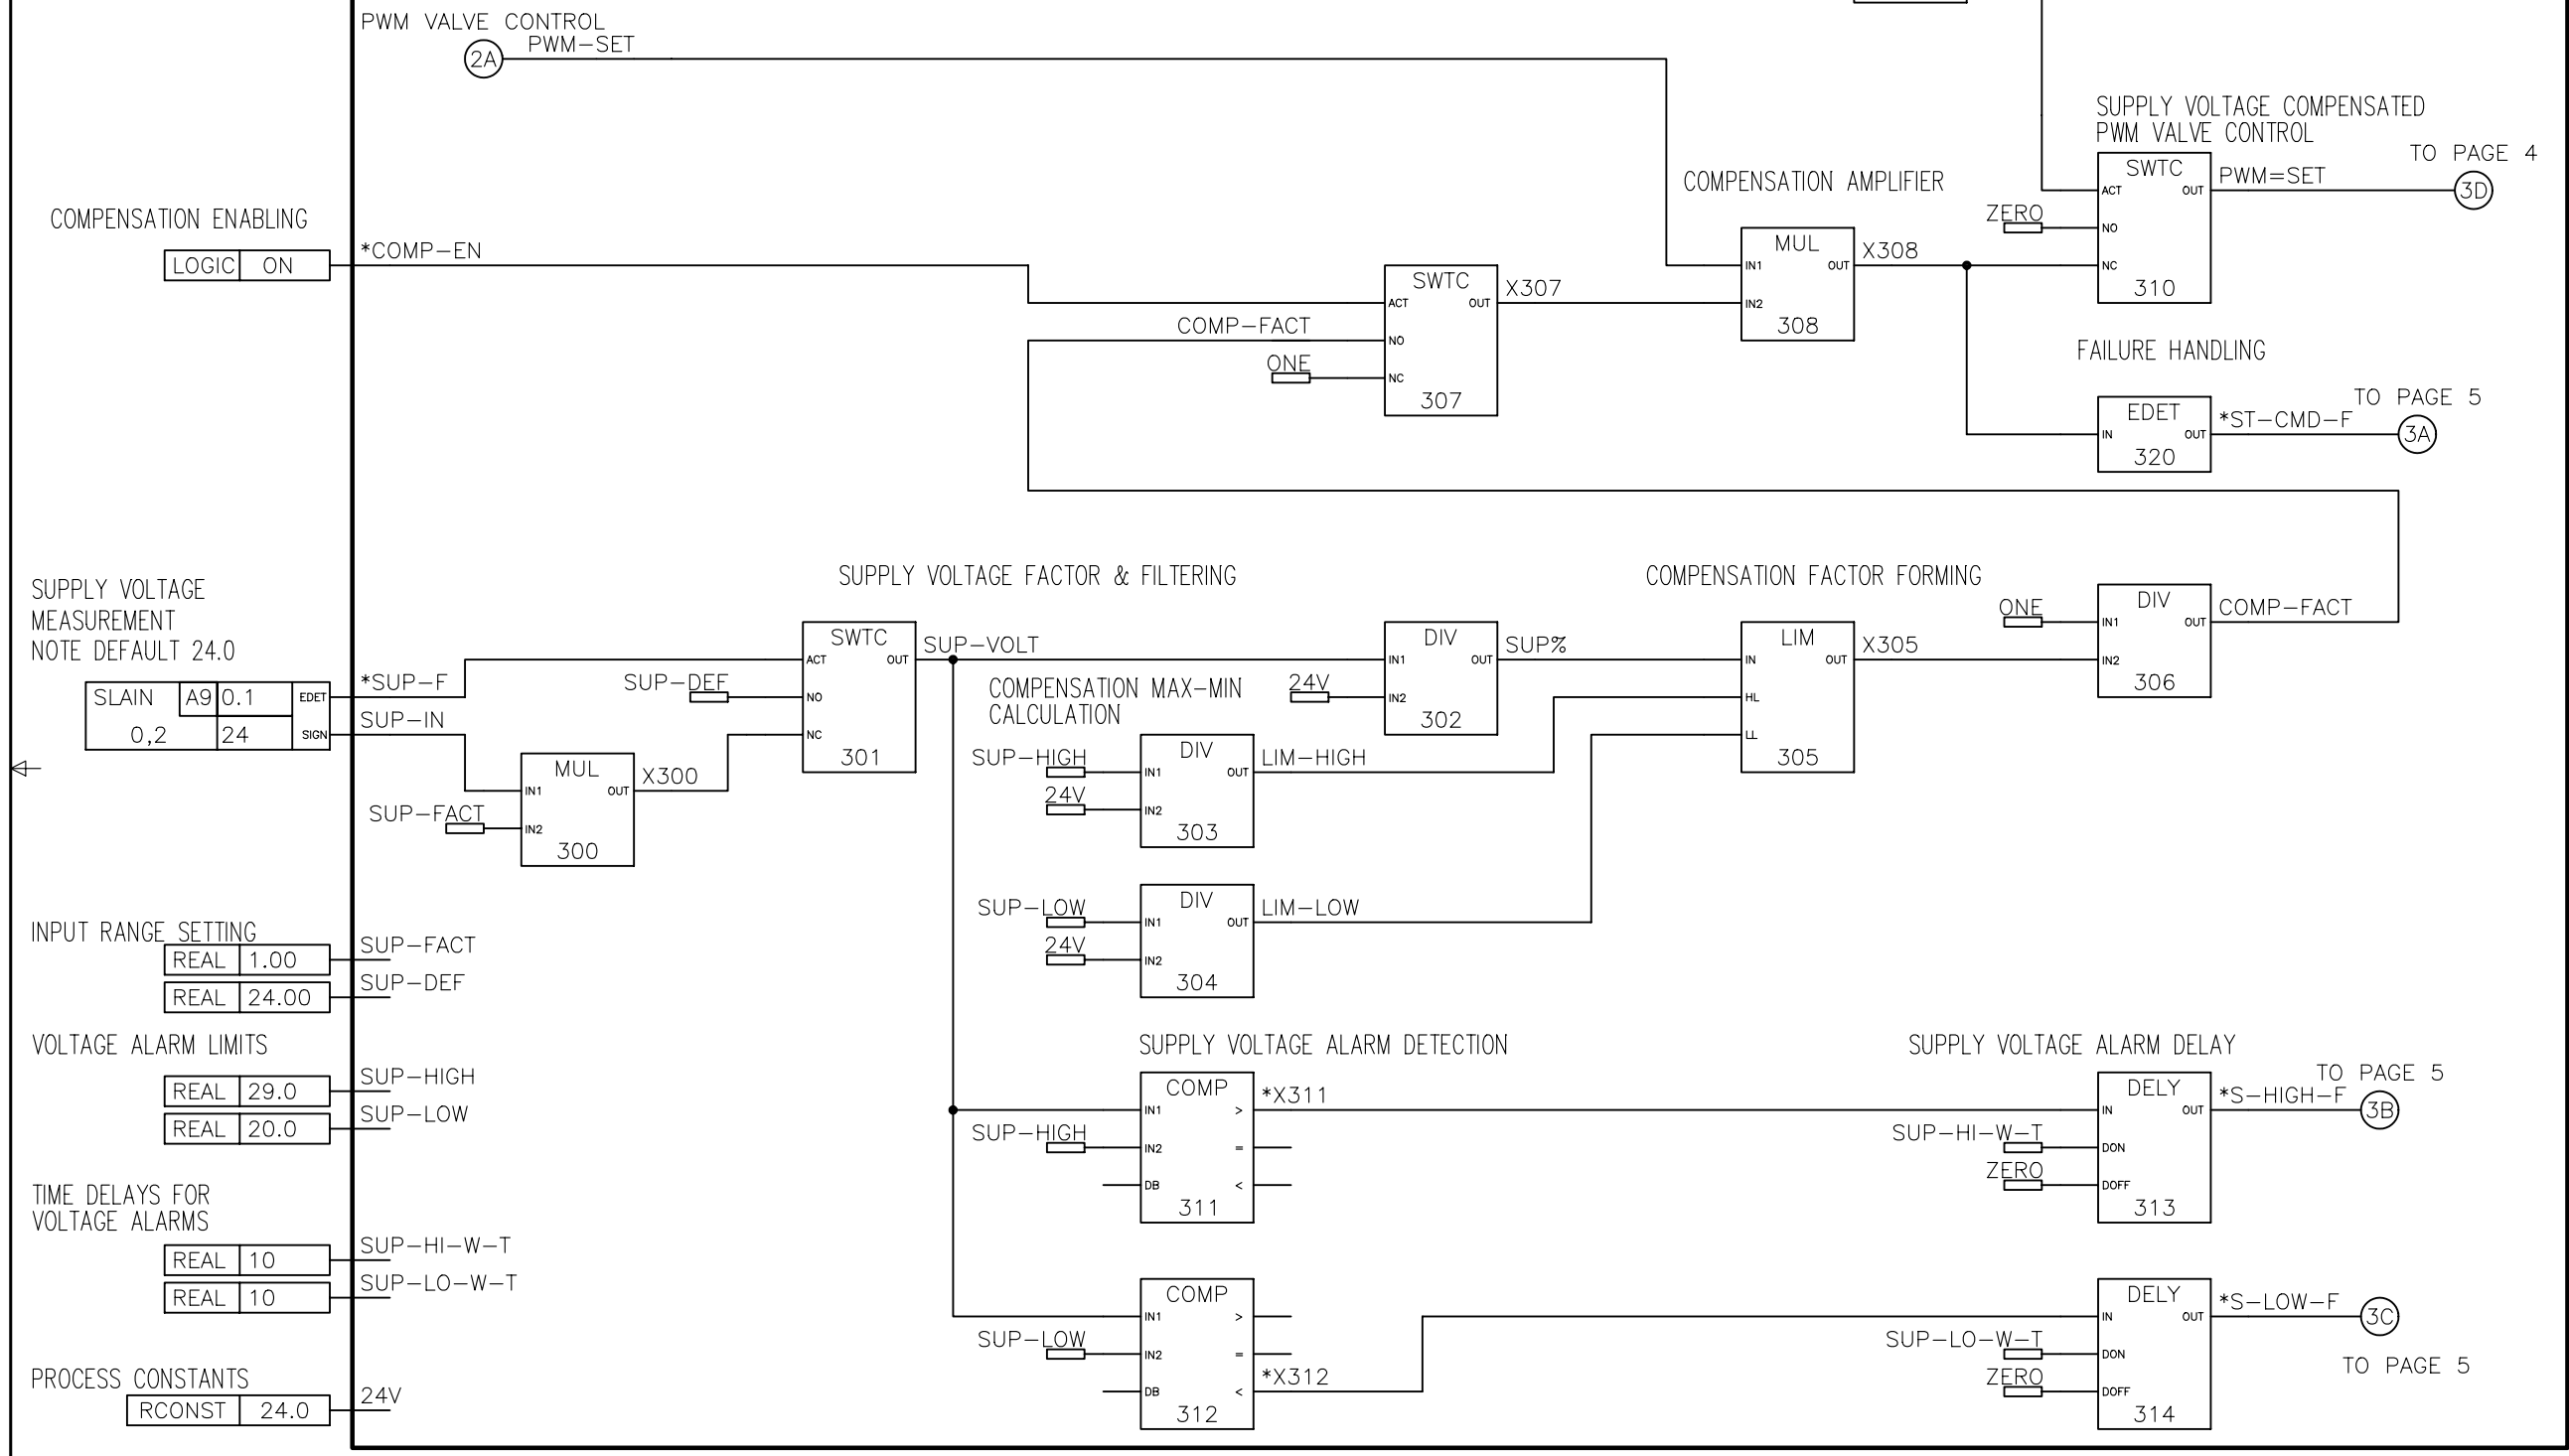 PWM VALVE CONTROL
2A
PWM-SET
SUPPLY VOLTAGE COMPENSATED
PWM VALVE CONTROL
TO PAGE 4
SWTC
ACT
OUT
PWM=SET
3D
ZERO
NO
NC
310
COMPENSATION AMPLIFIER
MUL
IN1
OUT
X308
IN2
308
COMPENSATION ENABLING
LOGIC
ON
*COMP-EN
SWTC
ACT
OUT
X307
COMP-FACT
NO
ONE
NC
307
FAILURE HANDLING
TO PAGE 5
EDET
IN
OUT
*ST-CMD-F
3A
320
SUPPLY VOLTAGE
MEASUREMENT
NOTE DEFAULT 24.0
SLAIN
A9
0.1
EDET
0,2
24
SIGN
*SUP-F
SUP-IN
SUP-FACT
MUL
IN1
OUT
X300
IN2
300
SUPPLY VOLTAGE FACTOR & FILTERING
SWTC
ACT
OUT
SUP-VOLT
SUP-DEF
NO
NC
301
DIV
IN1
OUT
SUP%
24V
IN2
302
COMPENSATION MAX-MIN
CALCULATION
SUP-HIGH
DIV
IN1
OUT
LIM-HIGH
24V
IN2
303
SUP-LOW
DIV
IN1
OUT
LIM-LOW
24V
IN2
304
COMPENSATION FACTOR FORMING
LIM
IN
OUT
X305
HL
LL
305
ONE
DIV
IN1
OUT
COMP-FACT
IN2
306
INPUT RANGE SETTING
REAL
1.00
SUP-FACT
REAL
24.00
SUP-DEF
VOLTAGE ALARM LIMITS
REAL
29.0
SUP-HIGH
REAL
20.0
SUP-LOW
TIME DELAYS FOR
VOLTAGE ALARMS
REAL
10
SUP-HI-W-T
REAL
10
SUP-LO-W-T
PROCESS CONSTANTS
RCONST
24.0
24V
SUPPLY VOLTAGE ALARM DETECTION
COMP
IN1
>
*X311
SUP-HIGH
IN2
=
DB
<
311
SUPPLY VOLTAGE ALARM DELAY
TO PAGE 5
DELY
IN
OUT
*S-HIGH-F
3B
SUP-HI-W-T
DON
ZERO
DOFF
313
COMP
IN1
>
SUP-LOW
IN2
=
*X312
DB
<
312
DELY
IN
OUT
*S-LOW-F
3C
SUP-LO-W-T
DON
TO PAGE 5
ZERO
DOFF
314